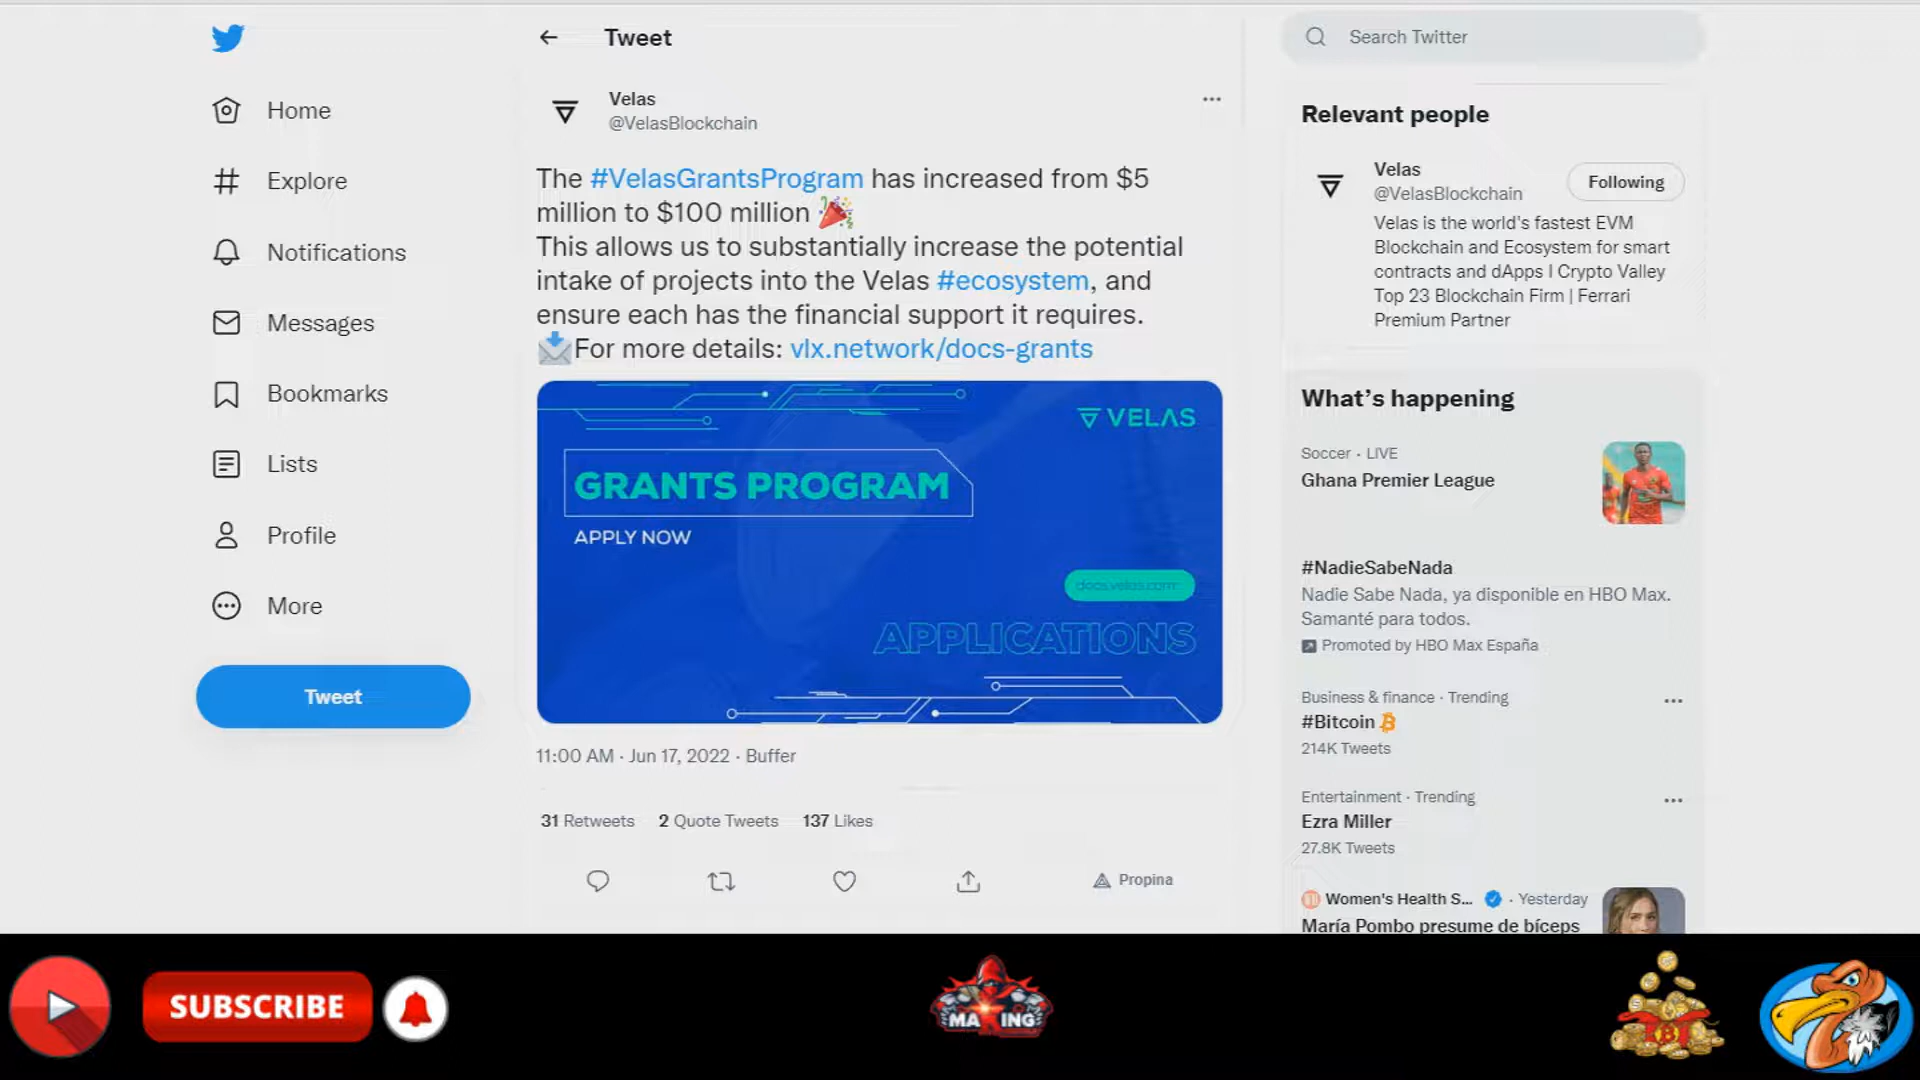 Tweet
Search Twitter
Home
Explore
Notifications
Messages
Bookmarks
Lists
Profile
More
Tweet
Velas
@VelasBlockchain
The #VelasGrantsProgram has increased from $5
million to $100 million 🎉
This allows us to substantially increase the potential
intake of projects into the Velas #ecosystem, and
ensure each has the financial support it requires.
📩For more details: vlx.network/docs-grants
VELAS
GRANTS PROGRAM
APPLY NOW
docs.velas.com
APPLICATIONS
11:00 AM · Jun 17, 2022 · Buffer
31 Retweets 2 Quote Tweets 137 Likes
Propina
Relevant people
Velas
@VelasBlockchain
Following
Velas is the world's fastest EVM
Blockchain and Ecosystem for smart
contracts and dApps I Crypto Valley
Top 23 Blockchain Firm | Ferrari
Premium Partner
What's happening
Soccer · LIVE
Ghana Premier League
#NadieSabeNada
Nadie Sabe Nada, ya disponible en HBO Max.
Samanté para todos.
Promoted by HBO Max España
Business & finance · Trending
#Bitcoin
214K Tweets
Entertainment · Trending
Ezra Miller
27.8K Tweets
Women's Health S... · Yesterday
María Pombo presume de bíceps
SUBSCRIBE
MAXING